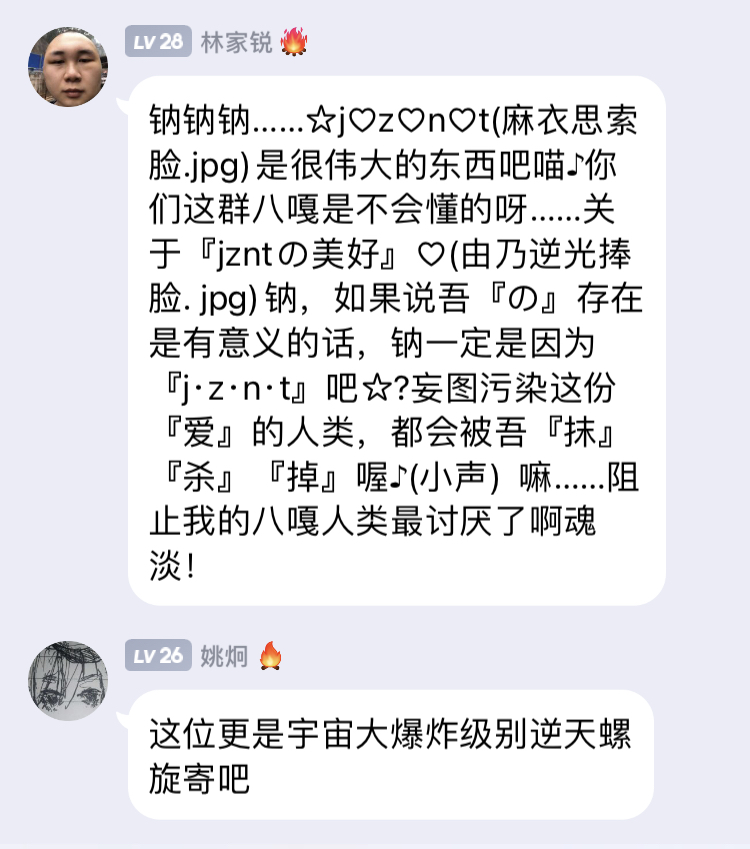 LV 28 林家锐
钠钠钠……☆j♡z♡n♡t(麻衣思索
脸.jpg)是很伟大的东西吧喵♪你
们这群八嘎是不会懂的呀……关
于『jzntの美好』♡(由乃逆光捧
脸. jpg)钠，如果说吾『の』存在
是有意义的话，钠一定是因为
『j·z·n·t』吧☆?妄图污染这份
『爱』的人类，都会被吾『抹』
『杀』『掉』喔♪(小声）嘛……阻
止我的八嘎人类最讨厌了啊魂
淡！
LV 26 姚炯
这位更是宇宙大爆炸级别逆天螺
旋寄吧